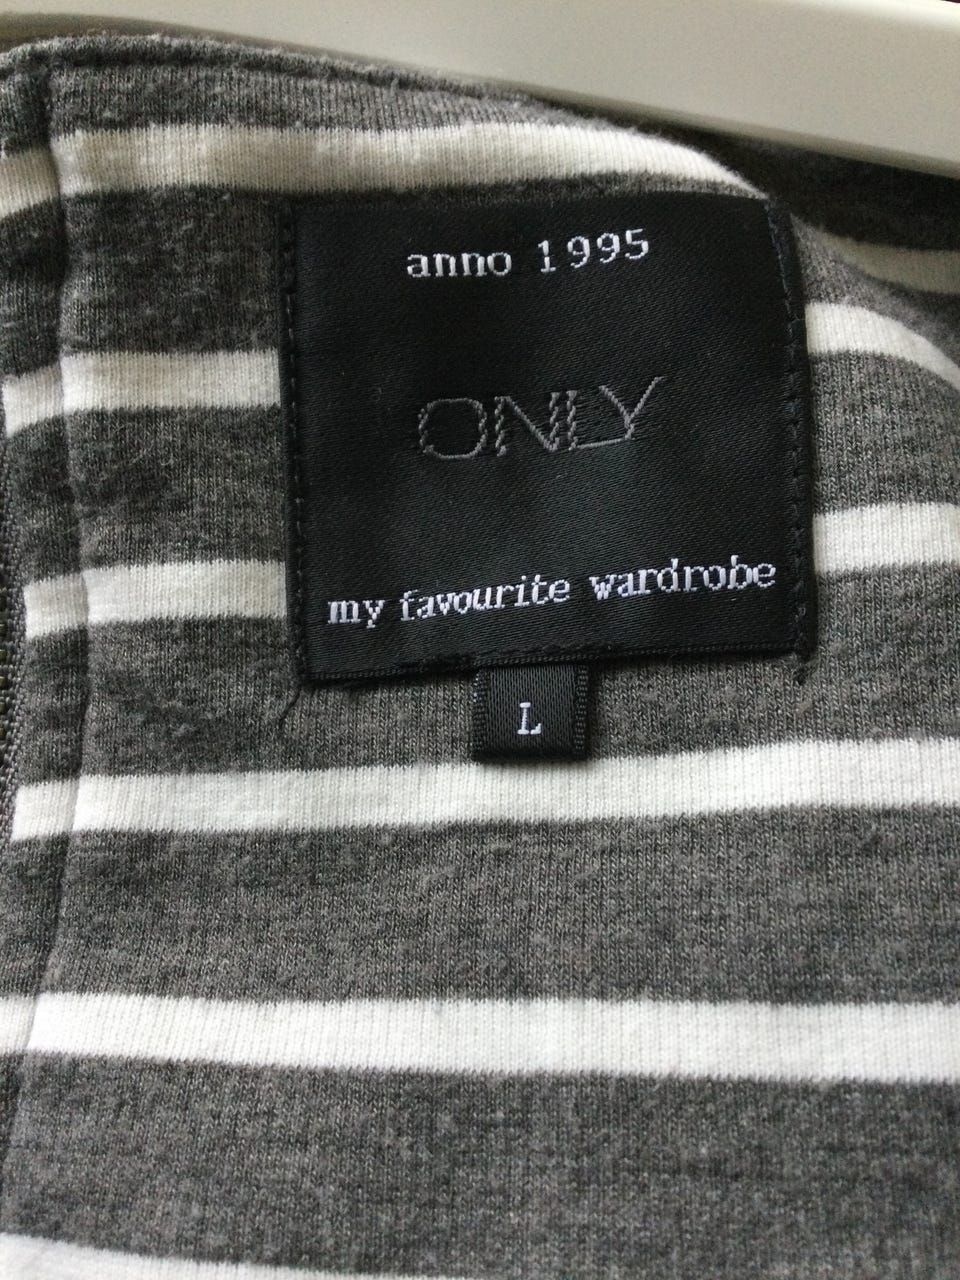 anno 1995
ONLY
my favourite wardrobe
L